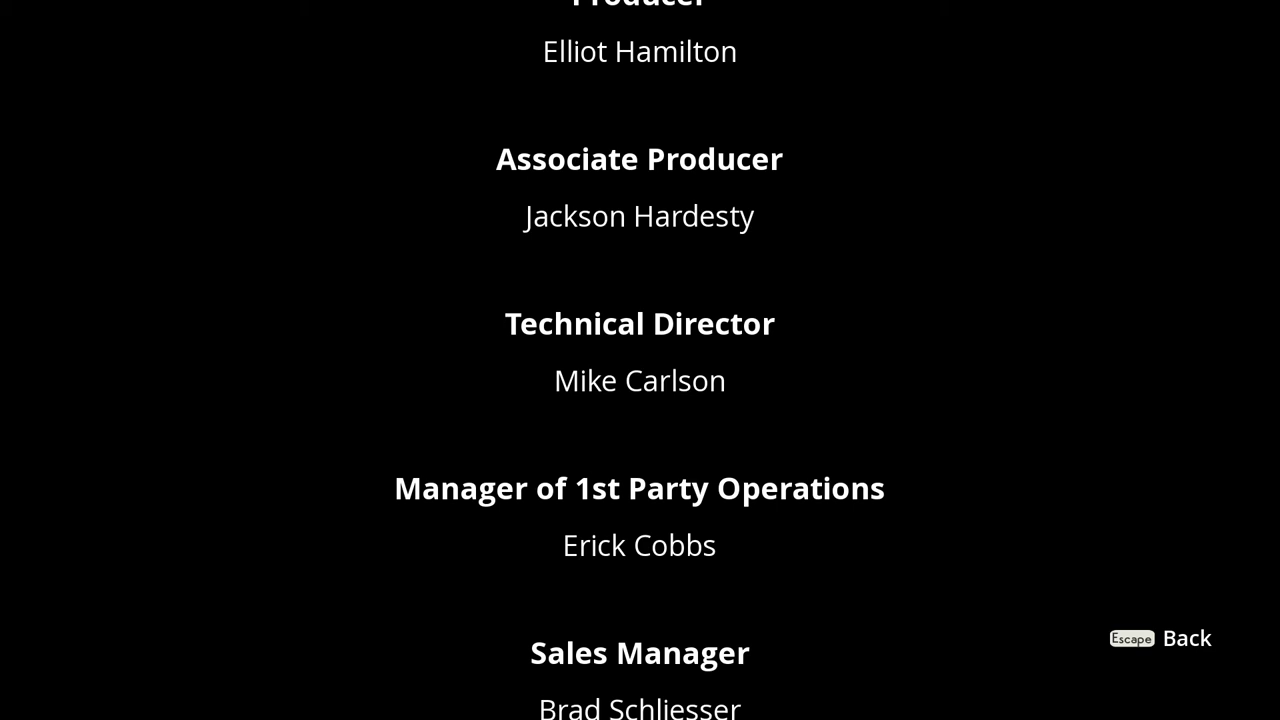 Producer
Elliot Hamilton
Associate Producer
Jackson Hardesty
Technical Director
Mike Carlson
Manager of 1st Party Operations
Erick Cobbs
Sales Manager
Brad Schliesser
Escape Back